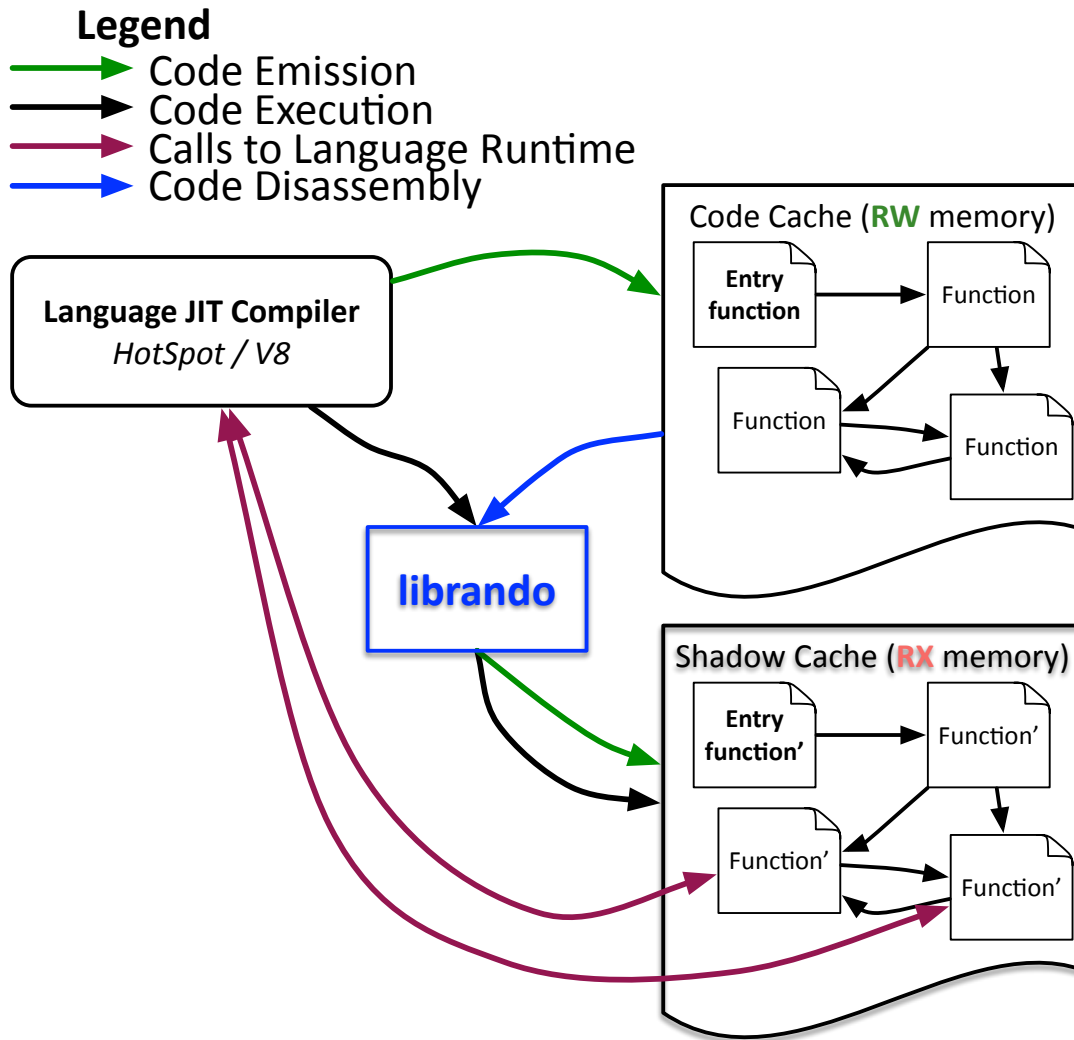 Legend
Code Emission
Code Execution
Calls to Language Runtime
Code Disassembly
Language JIT Compiler
HotSpot / V8
Code Cache (RW memory)
Entry
function
Function
Function
Function
librando
Shadow Cache (RX memory)
Entry
function’
Function’
Function’
Function’